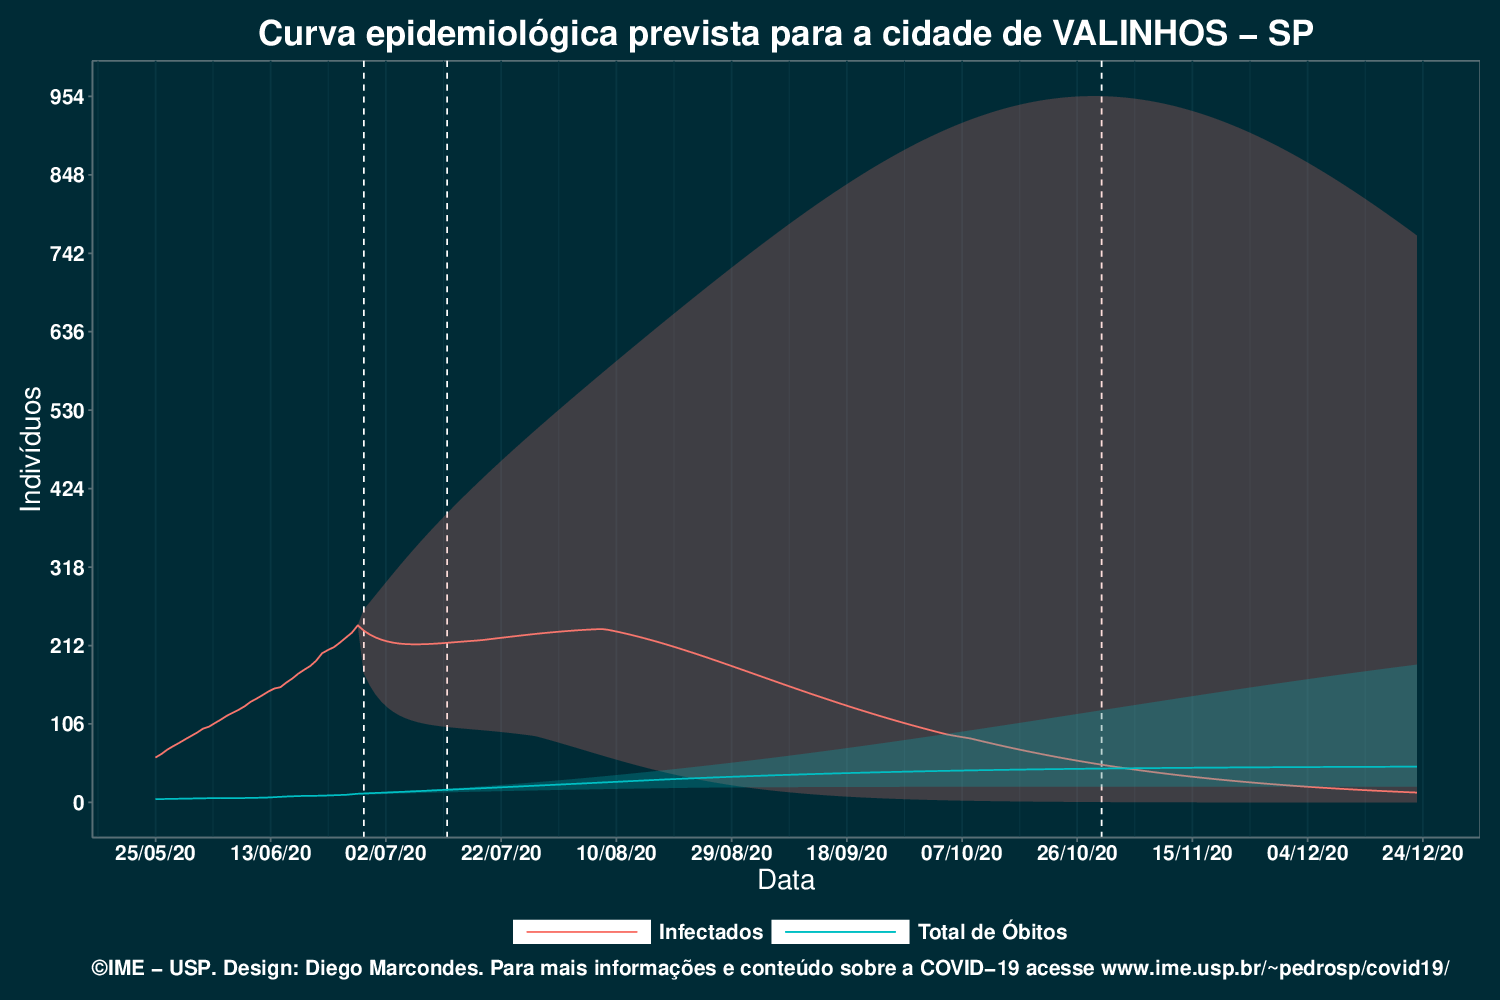 Curva epidemiológica prevista para a cidade de VALINHOS – SP
954
848
742
636
530
424
318
212
106
0
Indivíduos
25/05/20 13/06/20 02/07/20 22/07/20 10/08/20 29/08/20 18/09/20 07/10/20 26/10/20 15/11/20 04/12/20 24/12/20
Data
Infectados Total de Óbitos
©IME – USP. Design: Diego Marcondes. Para mais informações e conteúdo sobre a COVID–19 acesse www.ime.usp.br/~pedrosp/covid19/